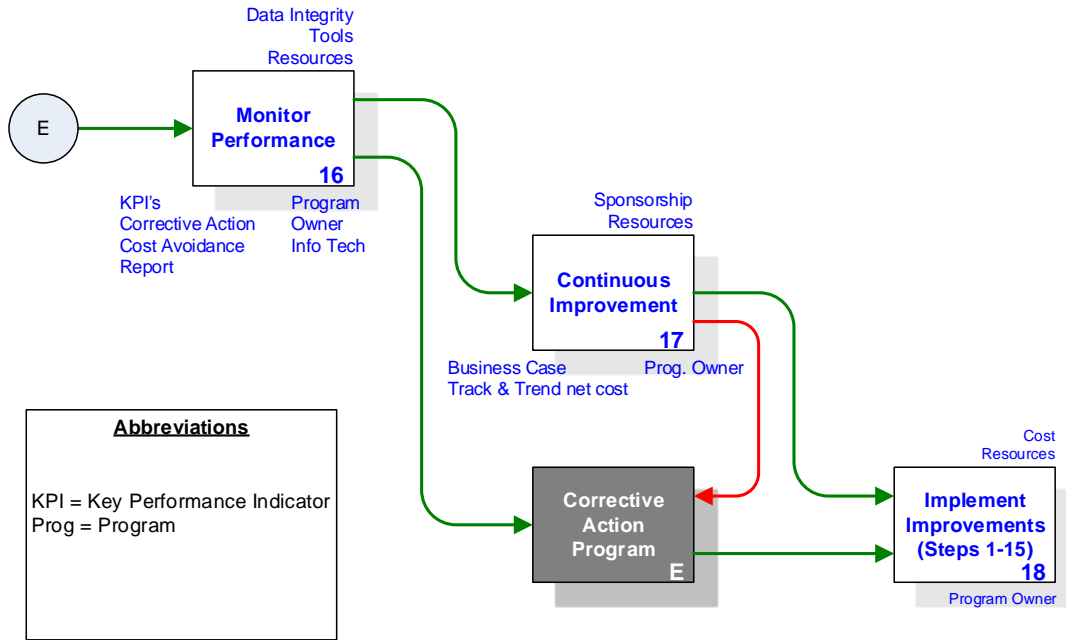 Data Integrity
Tools
Resources
E
Monitor
Performance
16
KPI's
Corrective Action
Cost Avoidance
Report
Program
Owner
Info Tech
Sponsorship
Resources
Continuous
Improvement
17
Business Case
Track & Trend net cost
Prog. Owner
Abbreviations
KPI = Key Performance Indicator
Prog = Program
Corrective
Action
Program
E
Cost
Resources
Implement
Improvements
(Steps 1-15)
18
Program Owner